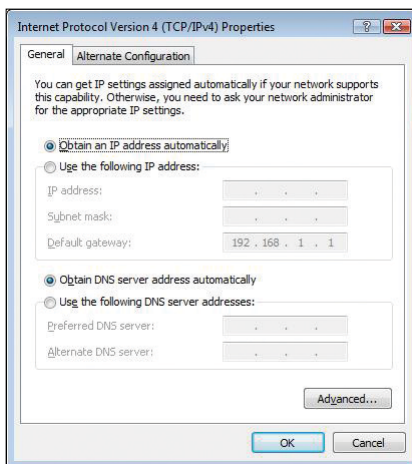 Internet Protocol Version 4 (TCP/IPv4) Properties
General
Alternate Configuration
You can get IP settings assigned automatically if your network supports
this capability. Otherwise, you need to ask your network administrator
for the appropriate IP settings.
Obtain an IP address automatically
Use the following IP address:
IP address:
Subnet mask:
Default gateway: 192 . 168 . 1 . 1
Obtain DNS server address automatically
Use the following DNS server addresses:
Preferred DNS server:
Alternate DNS server:
Advanced...
OK Cancel